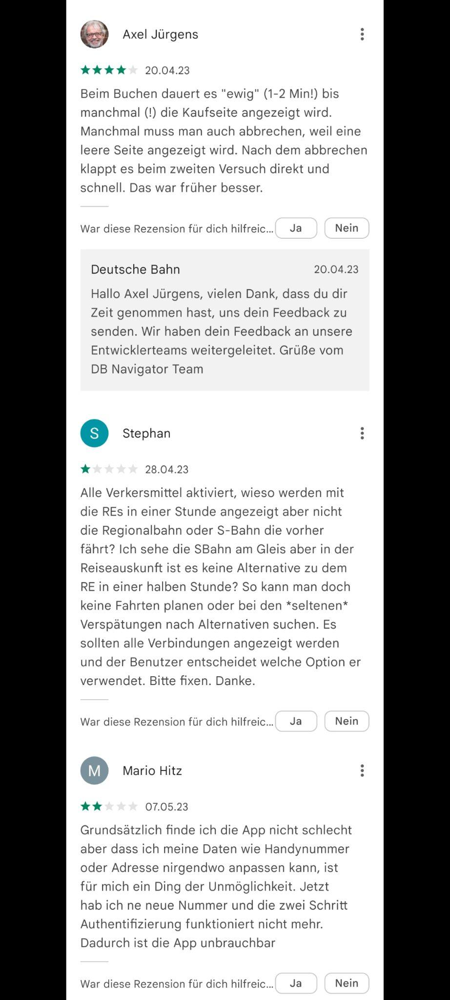 Axel Jürgens
20.04.23
Beim Buchen dauert es "ewig" (1-2 Min!) bis
manchmal (!) die Kaufseite angezeigt wird.
Manchmal muss man auch abbrechen, weil eine
leere Seite angezeigt wird. Nach dem abbrechen
klappt es beim zweiten Versuch direkt und
schnell. Das war früher besser.
War diese Rezension für dich hilfreic... Ja Nein
Deutsche Bahn 20.04.23
Hallo Axel Jürgens, vielen Dank, dass du dir
Zeit genommen hast, uns dein Feedback zu
senden. Wir haben dein Feedback an unsere
Entwicklerteams weitergeleitet. Grüße vom
DB Navigator Team
S Stephan
28.04.23
Alle Verkersmittel aktiviert, wieso werden mit
die REs in einer Stunde angezeigt aber nicht
die Regionalbahn oder S-Bahn die vorher
fährt? Ich sehe die SBahn am Gleis aber in der
Reiseauskunft ist es keine Alternative zu dem
RE in einer halben Stunde? So kann man doch
keine Fahrten planen oder bei den *seltenen*
Verspätungen nach Alternativen suchen. Es
sollten alle Verbindungen angezeigt werden
und der Benutzer entscheidet welche Option er
verwendet. Bitte fixen. Danke.
War diese Rezension für dich hilfreic... Ja Nein
M Mario Hitz
07.05.23
Grundsätzlich finde ich die App nicht schlecht
aber dass ich meine Daten wie Handynummer
oder Adresse nirgendwo anpassen kann, ist
für mich ein Ding der Unmöglichkeit. Jetzt
hab ich ne neue Nummer und die zwei Schritt
Authentifizierung funktioniert nicht mehr.
Dadurch ist die App unbrauchbar
War diese Rezension für dich hilfreic... Ja Nein